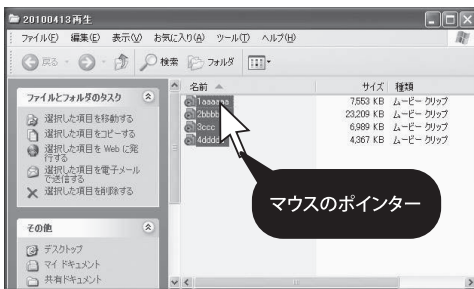 20100413再生
ファイル(F) 編集(E) 表示(V) お気に入り(A) ツール(T) ヘルプ(H)
戻る 検索 フォルダ
ファイルとフォルダのタスク
選択した項目を移動する
選択した項目をコピーする
選択した項目を Web に発行する
選択した項目を電子メールで送信する
選択した項目を削除する
その他
デスクトップ
マイ ドキュメント
共有ドキュメント
名前 サイズ 種類
1aaaaaa 7,553 KB ムービー クリップ
2bbbb 23,209 KB ムービー クリップ
3ccc 6,989 KB ムービー クリップ
4dddd 4,367 KB ムービー クリップ
マウスのポインター